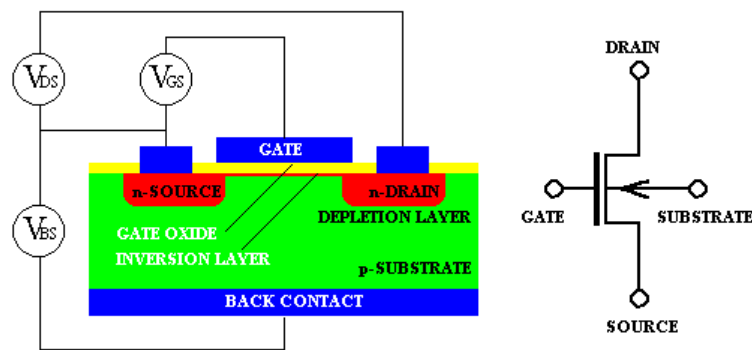 DRAIN
VDS
VGS
GATE
n-SOURCE
n-DRAIN
DEPLETION LAYER
GATE
SUBSTRATE
VBS
GATE OXIDE
INVERSION LAYER
p-SUBSTRATE
BACK CONTACT
SOURCE